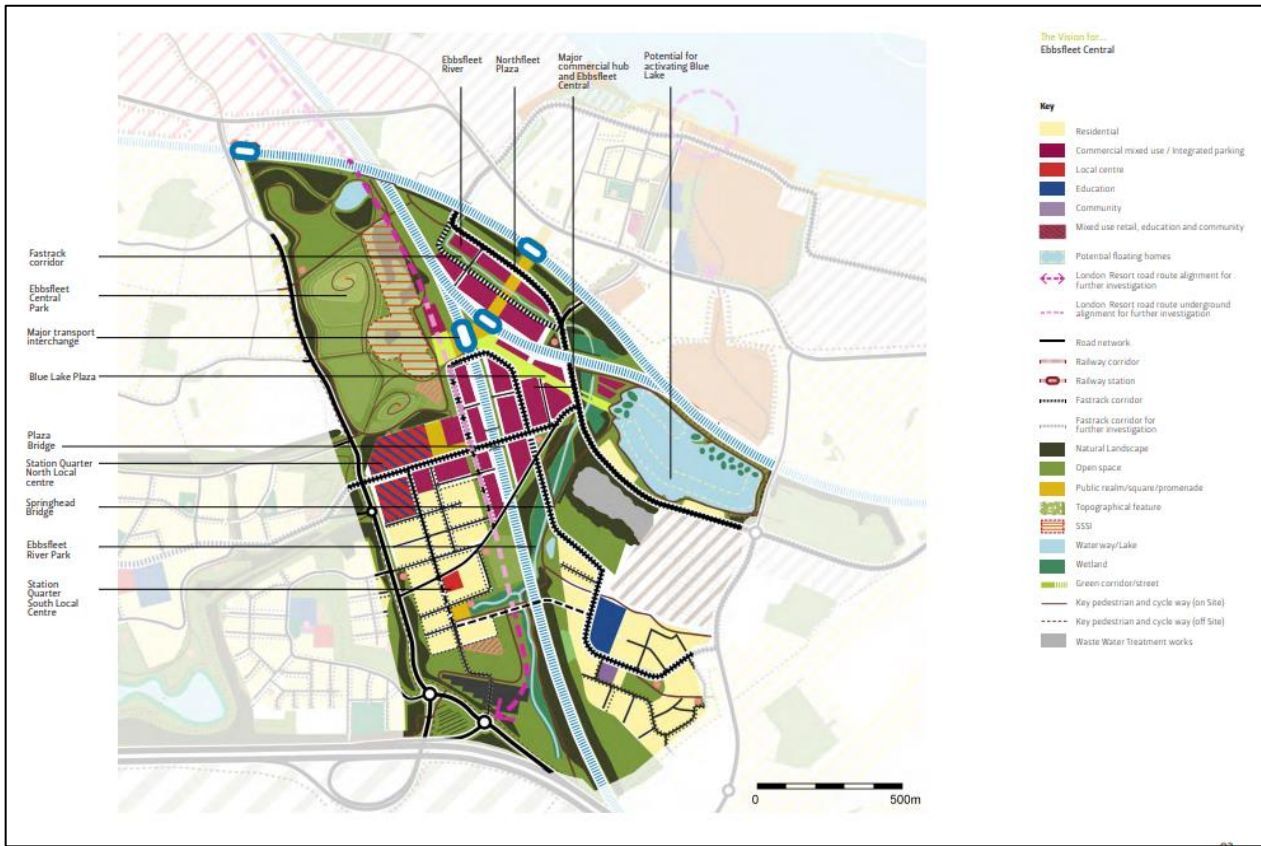 The Vision for...
Ebbsfleet Central
Ebbsfleet
River
Northfleet
Plaza
Major
commercial hub
and Ebbsfleet
Central
Potential for
activating Blue
Lake
Fastrack
corridor
Ebbsfleet
Central
Park
Major transport
interchange
Blue Lake Plaza
Plaza
Bridge
Station Quarter
North Local
centre
Springhead
Bridge
Ebbsfleet
River Park
Station
Quarter
South Local
Centre
0
500m
Key
Residential
Commercial mixed use / Integrated parking
Local centre
Education
Community
Mixed use retail, education and community
Potential floating homes
London Resort road route alignment for
further investigation
London Resort road route underground
alignment for further investigation
Road network
Railway corridor
Railway station
Fastrack corridor
Fastrack corridor for
further investigation
Natural Landscape
Open space
Public realm/square/promenade
Topographical feature
SSSI
Waterway/Lake
Wetland
Green corridor/street
Key pedestrian and cycle way (on Site)
Key pedestrian and cycle way (off Site)
Waste Water Treatment works